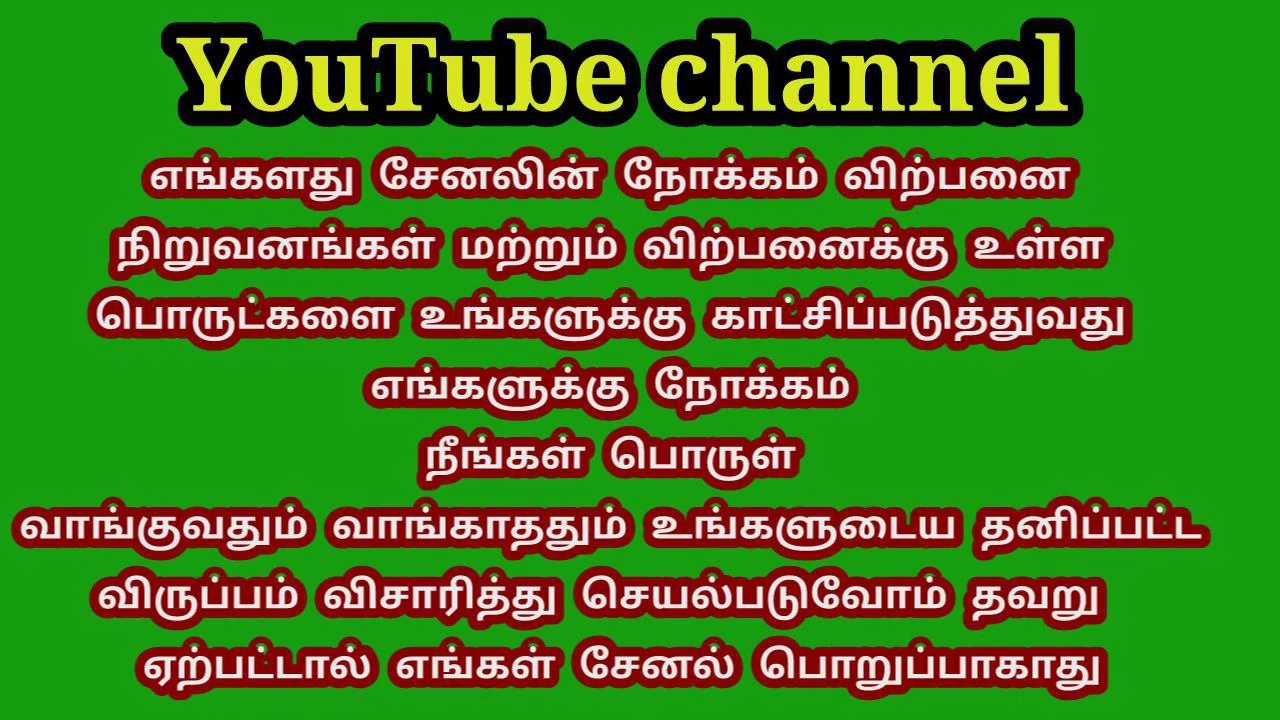 YouTube channel
எங்களது சேனலின் நோக்கம் விற்பனை
நிறுவனங்கள் மற்றும் விற்பனைக்கு உள்ள
பொருட்களை உங்களுக்கு காட்சிப்படுத்துவது
எங்களுக்கு நோக்கம்
நீங்கள் பொருள்
வாங்குவதும் வாங்காததும் உங்களுடைய தனிப்பட்ட
விருப்பம் விசாரித்து செயல்படுவோம் தவறு
ஏற்பட்டால் எங்கள் சேனல் பொறுப்பாகாது